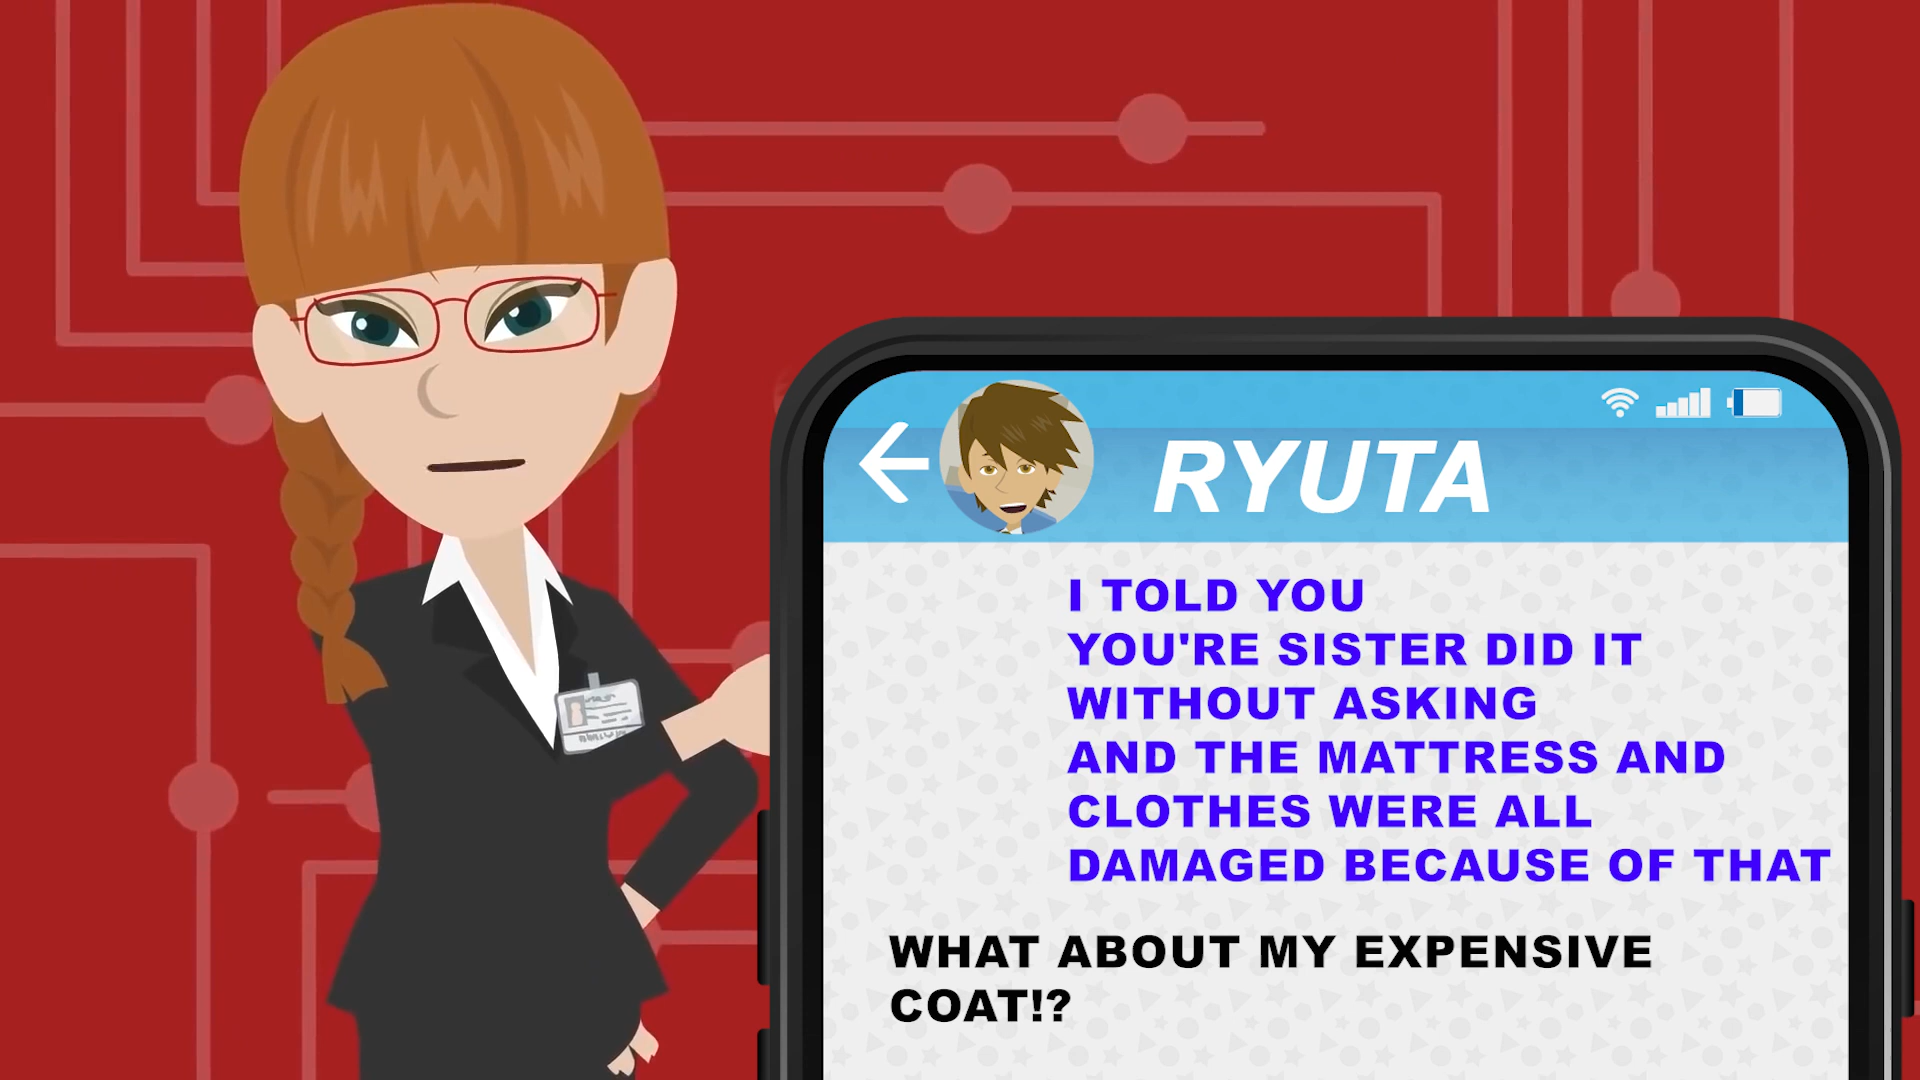 RYUTA
I TOLD YOU
YOU'RE SISTER DID IT
WITHOUT ASKING
AND THE MATTRESS AND
CLOTHES WERE ALL
DAMAGED BECAUSE OF THAT
WHAT ABOUT MY EXPENSIVE
COAT!?